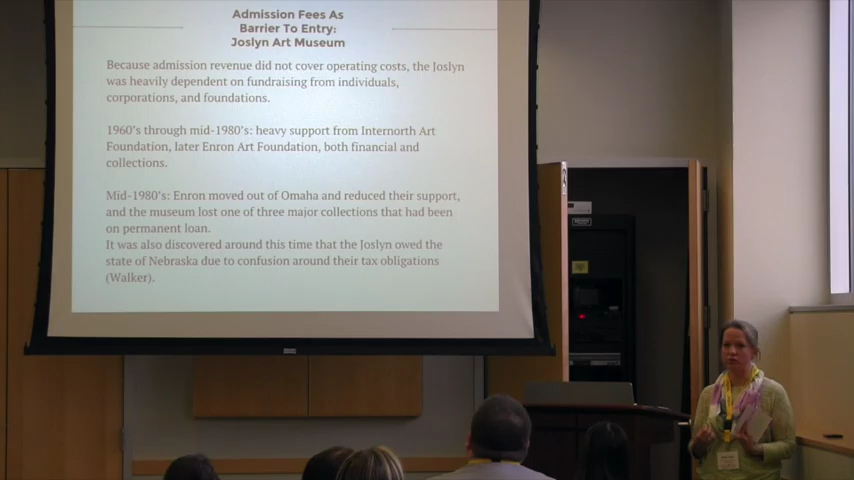 Admission Fees As
Barrier To Entry:
Joslyn Art Museum
Because admission revenue did not cover operating costs, the Joslyn
was heavily dependent on fundraising from individuals,
corporations, and foundations.
1960's through mid-1980's: heavy support from Internorth Art
Foundation, later Enron Art Foundation, both financial and
collections.
Mid-1980's: Enron moved out of Omaha and reduced their support,
and the museum lost one of three major collections that had been
on permanent loan.
It was also discovered around this time that the Joslyn owed the
state of Nebraska due to confusion around their tax obligations
(Walker).